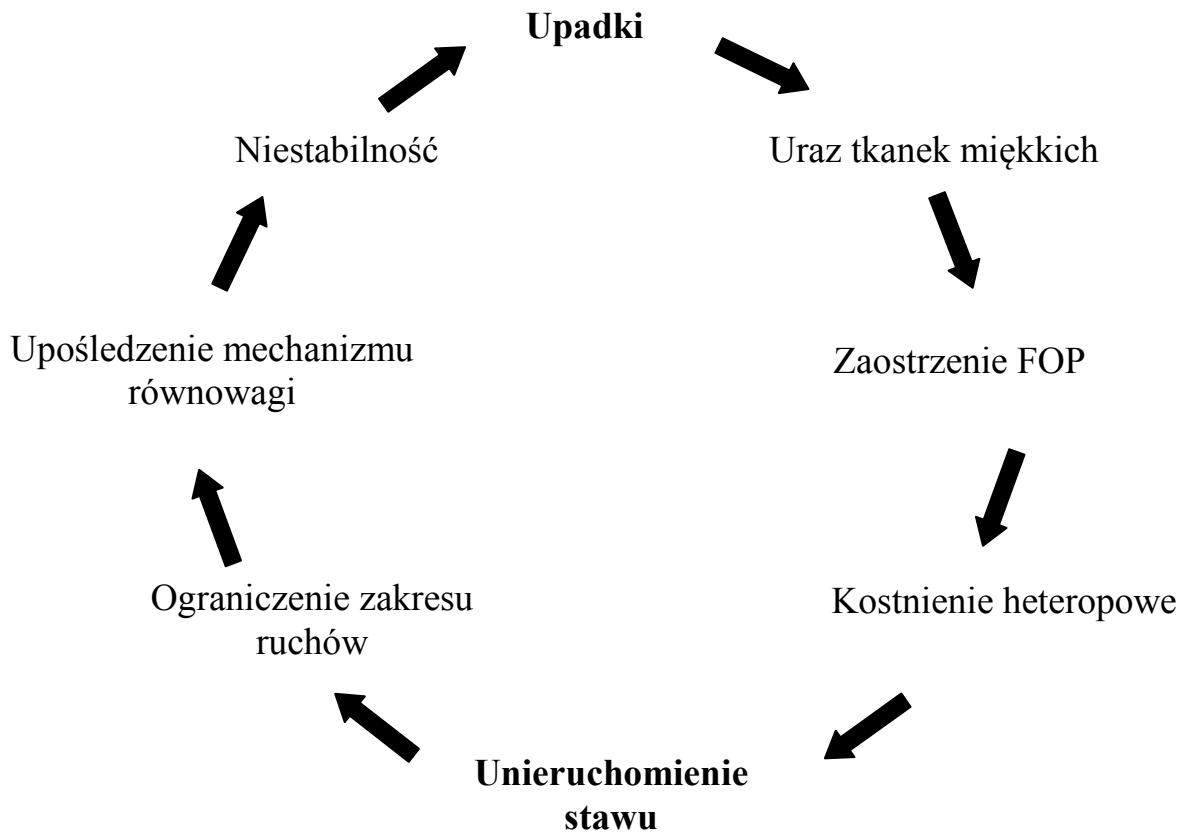 Upadki
Niestabilność
Uraz tkanek miękkich
Upośledzenie mechanizmu
równowagi
Zaostrzenie FOP
Ograniczenie zakresu
ruchów
Kostnienie heteropowe
Unieruchomienie
stawu